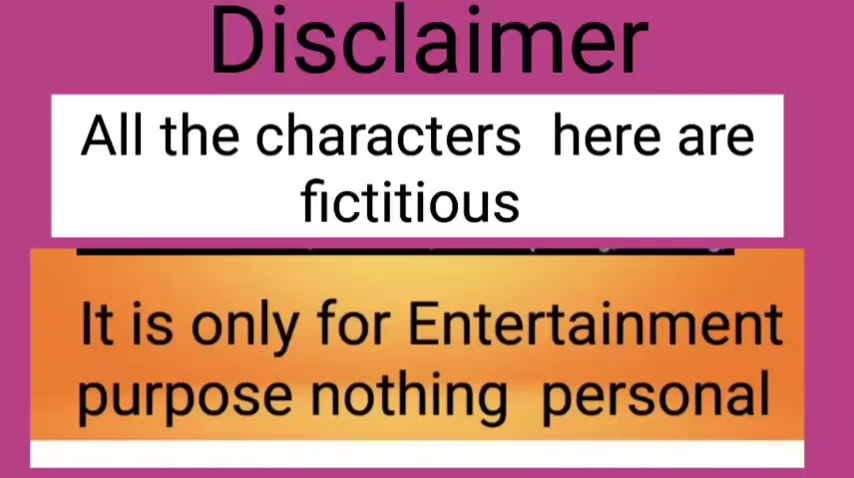 Disclaimer
All the characters here are
fictitious
It is only for Entertainment
purpose nothing personal